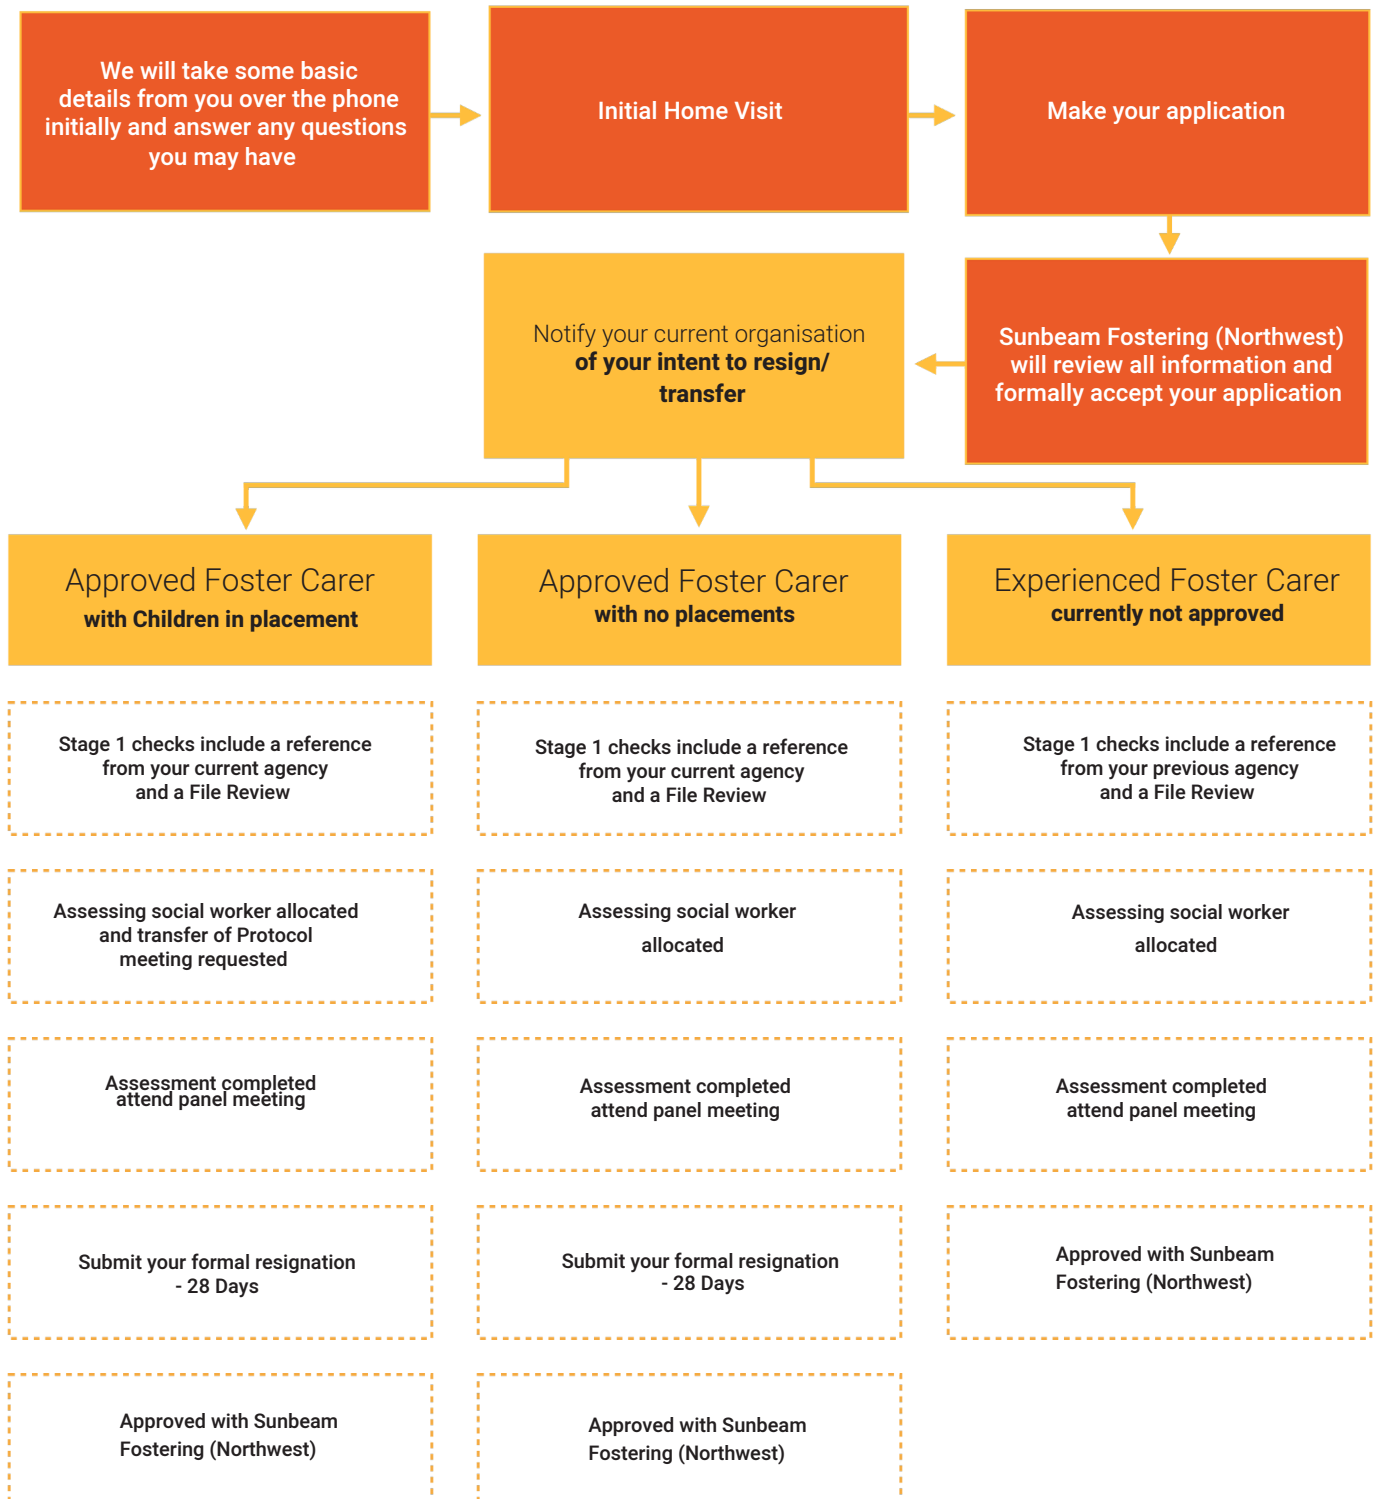 We will take some basic
details from you over the phone
initially and answer any questions
you may have
Initial Home Visit
Make your application
Sunbeam Fostering (Northwest)
will review all information and
formally accept your application
Notify your current organisation
of your intent to resign/
transfer
Approved Foster Carer
with Children in placement
Approved Foster Carer
with no placements
Experienced Foster Carer
currently not approved
Stage 1 checks include a reference
from your current agency
and a File Review
Stage 1 checks include a reference
from your current agency
and a File Review
Stage 1 checks include a reference
from your previous agency
and a File Review
Assessing social worker allocated
and transfer of Protocol
meeting requested
Assessing social worker
allocated
Assessing social worker
allocated
Assessment completed
attend panel meeting
Assessment completed
attend panel meeting
Assessment completed
attend panel meeting
Submit your formal resignation
- 28 Days
Submit your formal resignation
- 28 Days
Approved with Sunbeam
Fostering (Northwest)
Approved with Sunbeam
Fostering (Northwest)
Approved with Sunbeam
Fostering (Northwest)